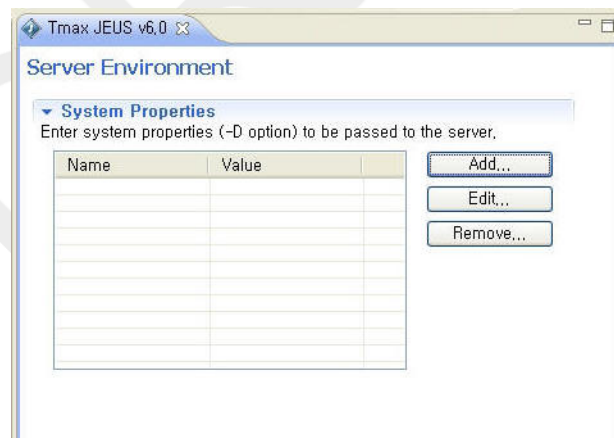 Tmax JEUS v6,0
Server Environment
System Properties
Enter system properties (-D option) to be passed to the server,
Name Value
Add,,,
Edit,,,
Remove,,,